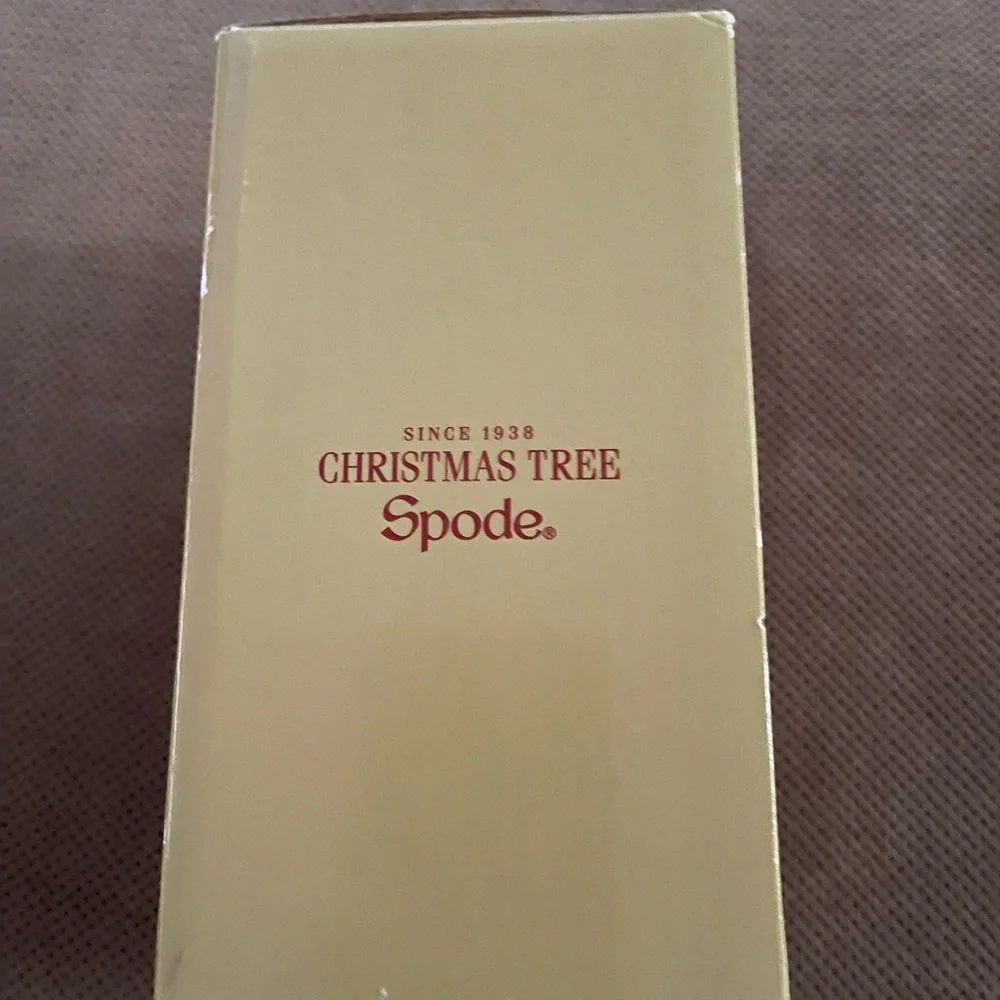 SINCE 1938
CHRISTMAS TREE
Spode®